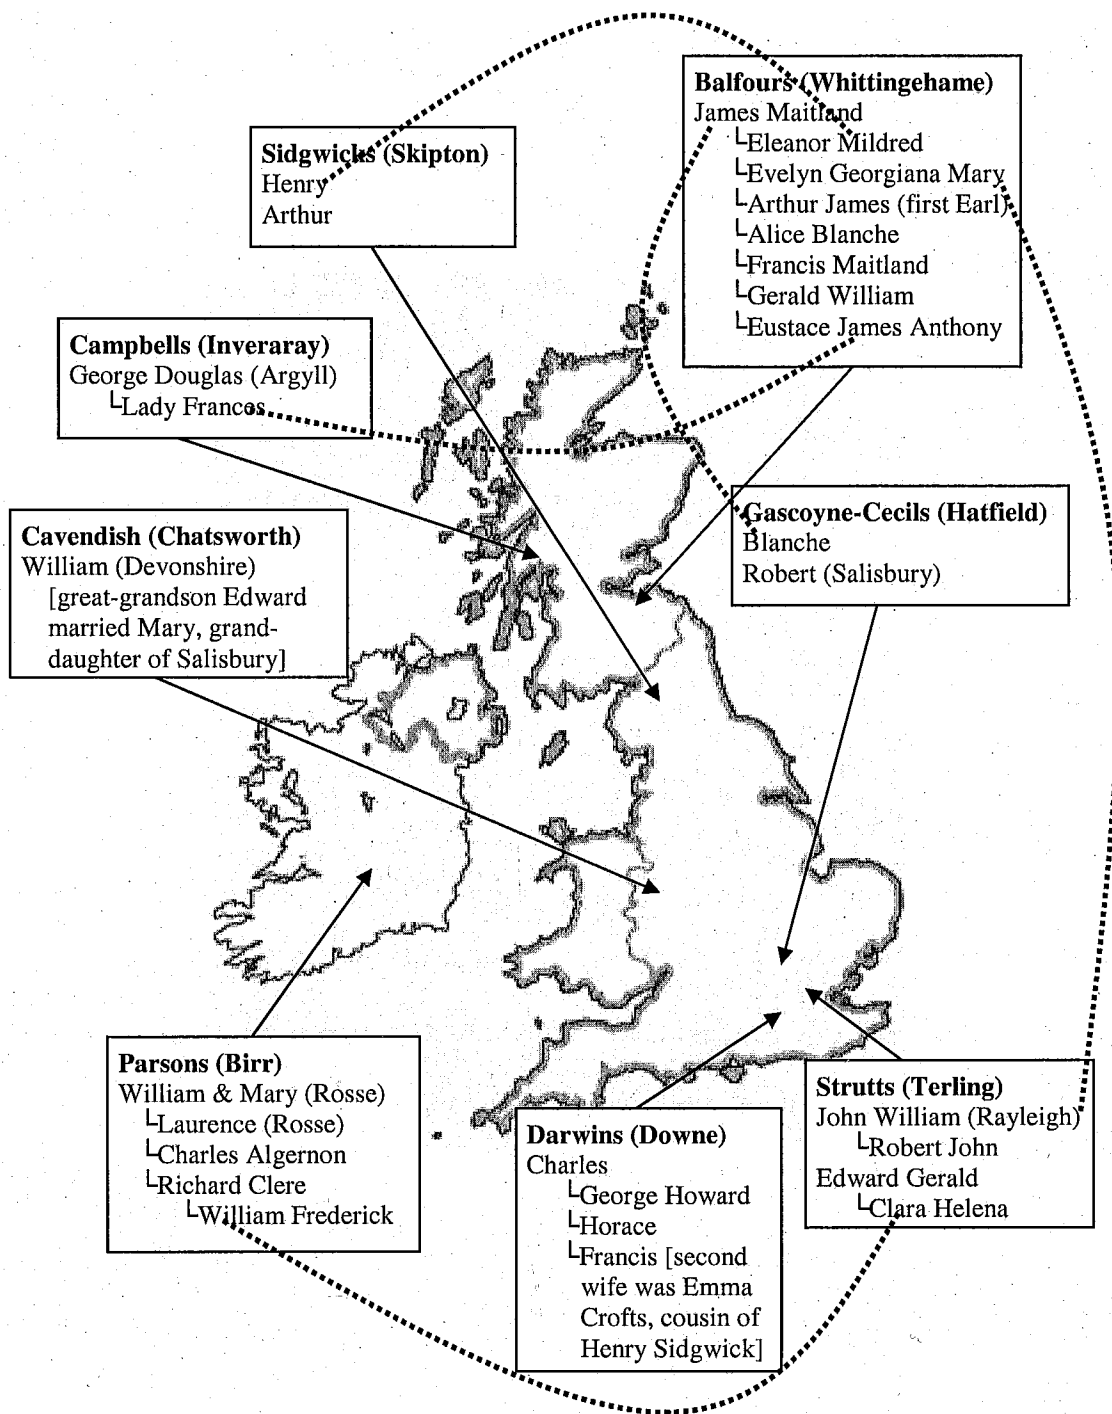 Balfours (Whittingehame)
James Maitland
Eleanor Mildred
Evelyn Georgiana Mary
Arthur James (first Earl)
Alice Blanche
Francis Maitland
Gerald William
Eustace James Anthony
Sidgwicks (Skipton)
Henry
Arthur
Campbells (Inveraray)
George Douglas (Argyll)
Lady Frances
Gascoyne-Cecils (Hatfield)
Blanche
Robert (Salisbury)
Cavendish (Chatsworth)
William (Devonshire)
[great-grandson Edward
married Mary, grand-
daughter of Salisbury]
Parsons (Birr)
William & Mary (Rosse)
Laurence (Rosse)
Charles Algernon
Richard Clere
William Frederick
Darwins (Downe)
Charles
George Howard
Horace
Francis [second
wife was Emma
Crofts, cousin of
Henry Sidgwick]
Strutts (Terling)
John William (Rayleigh)
Robert John
Edward Gerald
Clara Helena